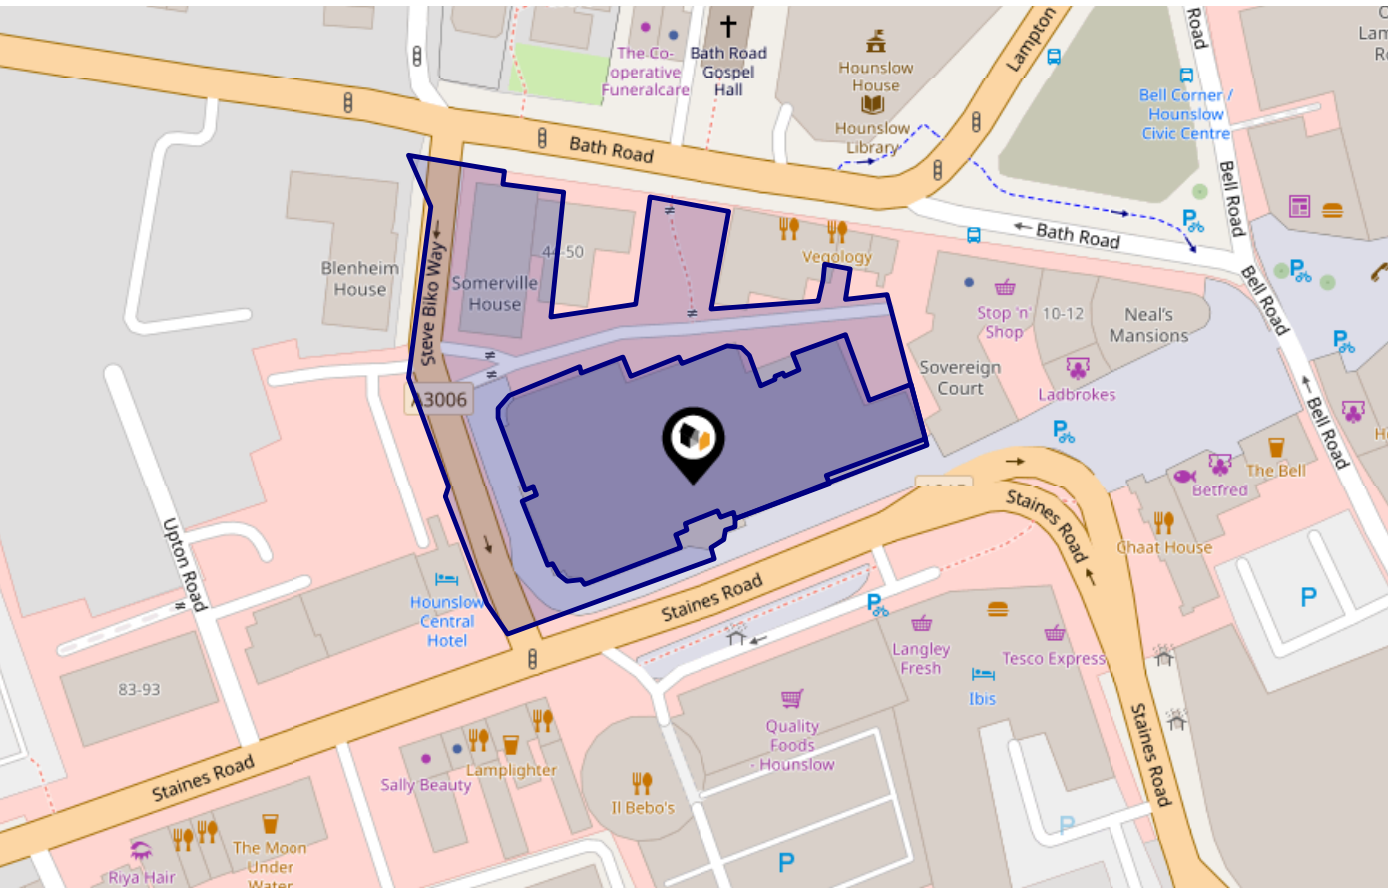 The Co-
operative
Funeralcare
Bath Road
Gospel
Hall
Hounslow
House
Hounslow
Library
Lampton
Road
Bell Corner /
Hounslow
Civic Centre
Bath Road
Bell Road
Bath Road
Bell Road
Steve Biko Way
Blenheim
House
Somerville
House
44-50
Vegology
Stop 'n'
Shop
10-12
Neal's
Mansions
Sovereign
Court
Ladbrokes
A3006
Bell Road
The Bell
Betfred
Chaat House
Upton Road
Hounslow
Central
Hotel
Staines Road
Staines Road
Langley
Fresh
Tesco Express
Ibis
P
83-93
Quality
Foods
- Hounslow
Staines Road
Staines Road
Sally Beauty
Lamplighter
Il Bebo's
P
P
Riya Hair
The Moon
Under
Water